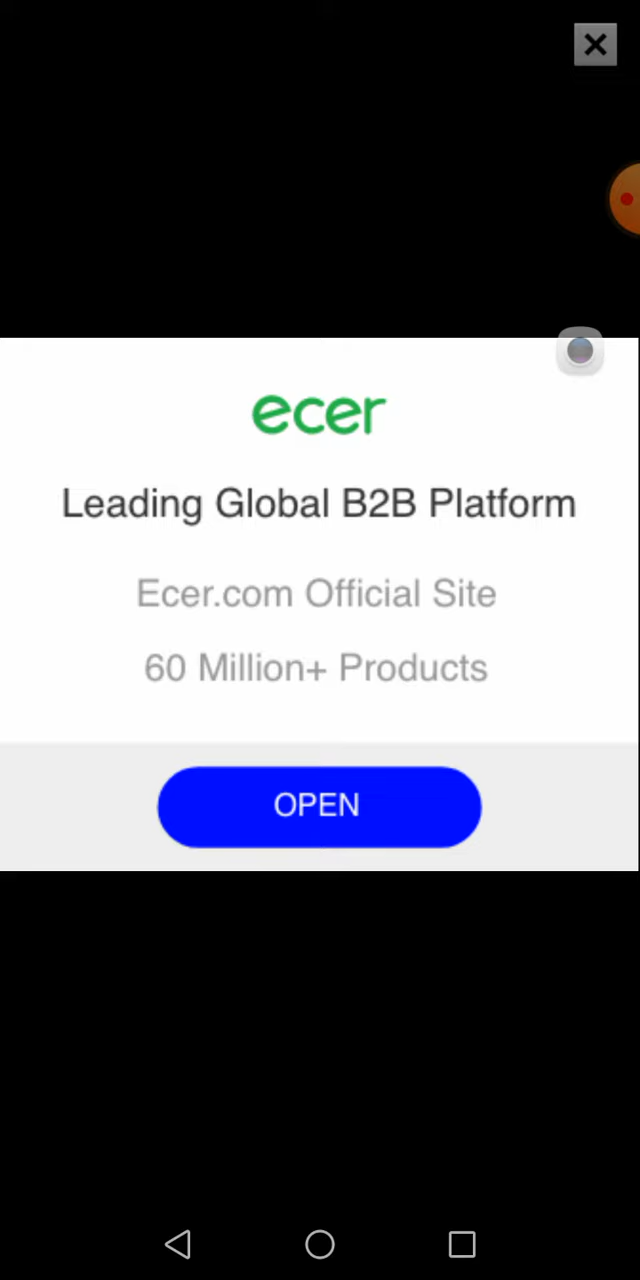 ecer
Leading Global B2B Platform
Ecer.com Official Site
60 Million+ Products
OPEN